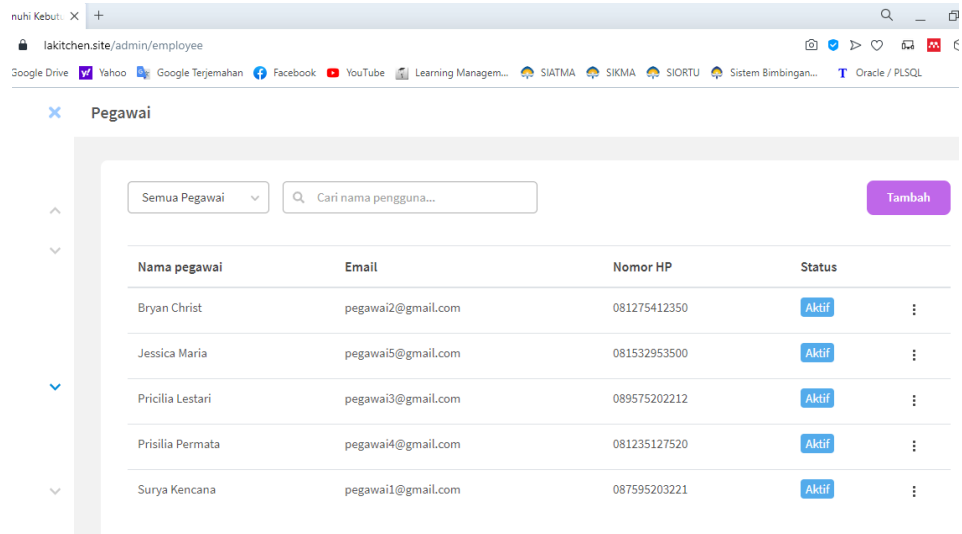 nuhi Kebutu
lakitchen.site/admin/employee
Google Drive Yahoo Google Terjemahan Facebook YouTube Learning Managem... SIATMA SIKMA SIORTU Sistem Bimbingan... T Oracle / PLSQL
Pegawai
Semua Pegawai Cari nama pengguna... Tambah
Nama pegawai Email Nomor HP Status
Bryan Christ pegawai2@gmail.com 081275412350 Aktif
Jessica Maria pegawai5@gmail.com 081532953500 Aktif
Pricilia Lestari pegawai3@gmail.com 089575202212 Aktif
Prisilia Permata pegawai4@gmail.com 081235127520 Aktif
Surya Kencana pegawai1@gmail.com 087595203221 Aktif